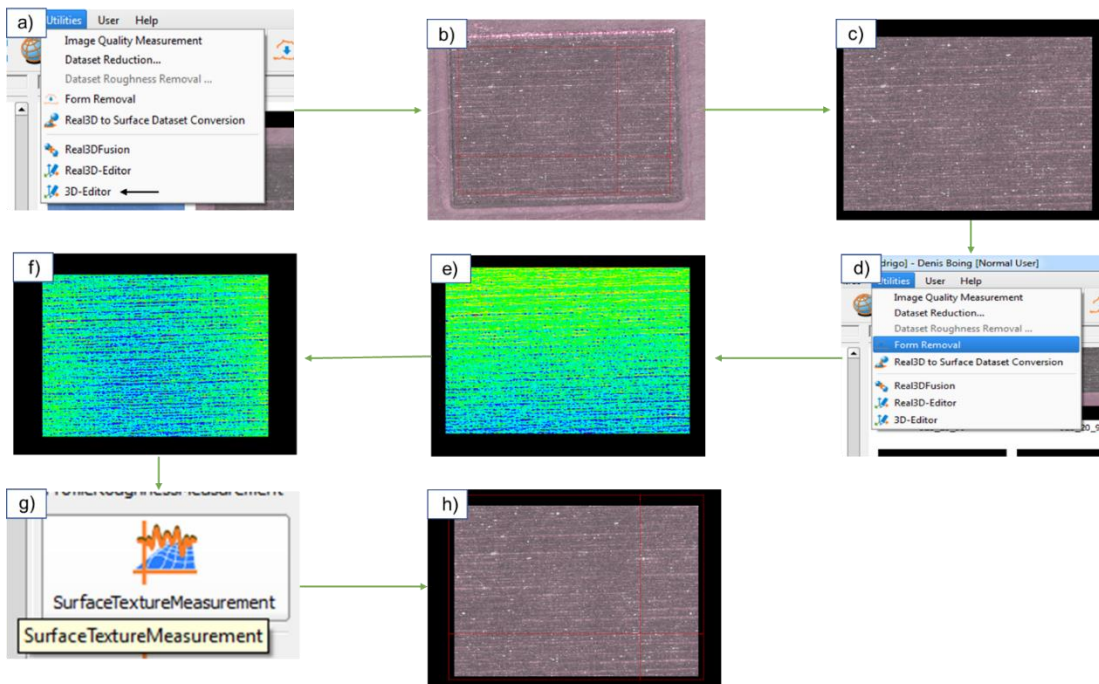 a)
Utilities User Help
Image Quality Measurement
Dataset Reduction...
Dataset Roughness Removal ...
Form Removal
Real3D to Surface Dataset Conversion
Real3DFusion
Real3D-Editor
3D-Editor
b)
c)
f)
e)
d)
drigo] - Denis Boing [Normal User]
Utilities User Help
Image Quality Measurement
Dataset Reduction...
Dataset Roughness Removal ...
Form Removal
Real3D to Surface Dataset Conversion
Real3DFusion
Real3D-Editor
3D-Editor
g)
SurfaceTextureMeasurement
SurfaceTextureMeasurement
h)